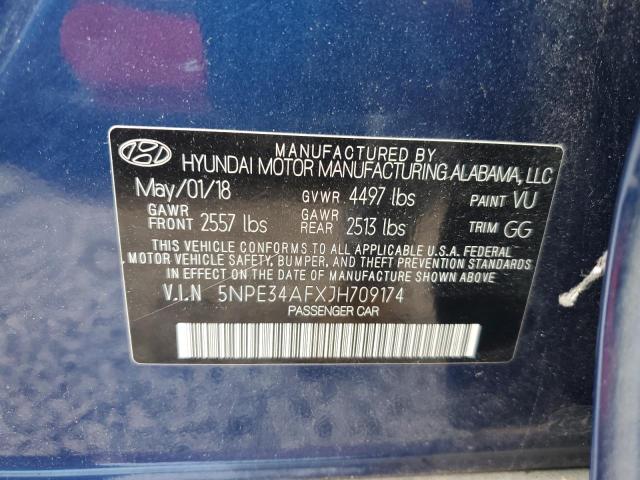 MANUFACTURED BY
HYUNDAI MOTOR MANUFACTURING ALABAMA, LLC
May/01/18 GVWR 4497 lbs PAINT VU
GAWR FRONT 2557 lbs GAWR REAR 2513 lbs TRIM GG
THIS VEHICLE CONFORMS TO ALL APPLICABLE U.S.A. FEDERAL
MOTOR VEHICLE SAFETY, BUMPER, AND THEFT PREVENTION STANDARDS
IN EFFECT ON THE DATE OF MANUFACTURE SHOWN ABOVE.
V.I.N 5NPE34AFXJH709174
PASSENGER CAR